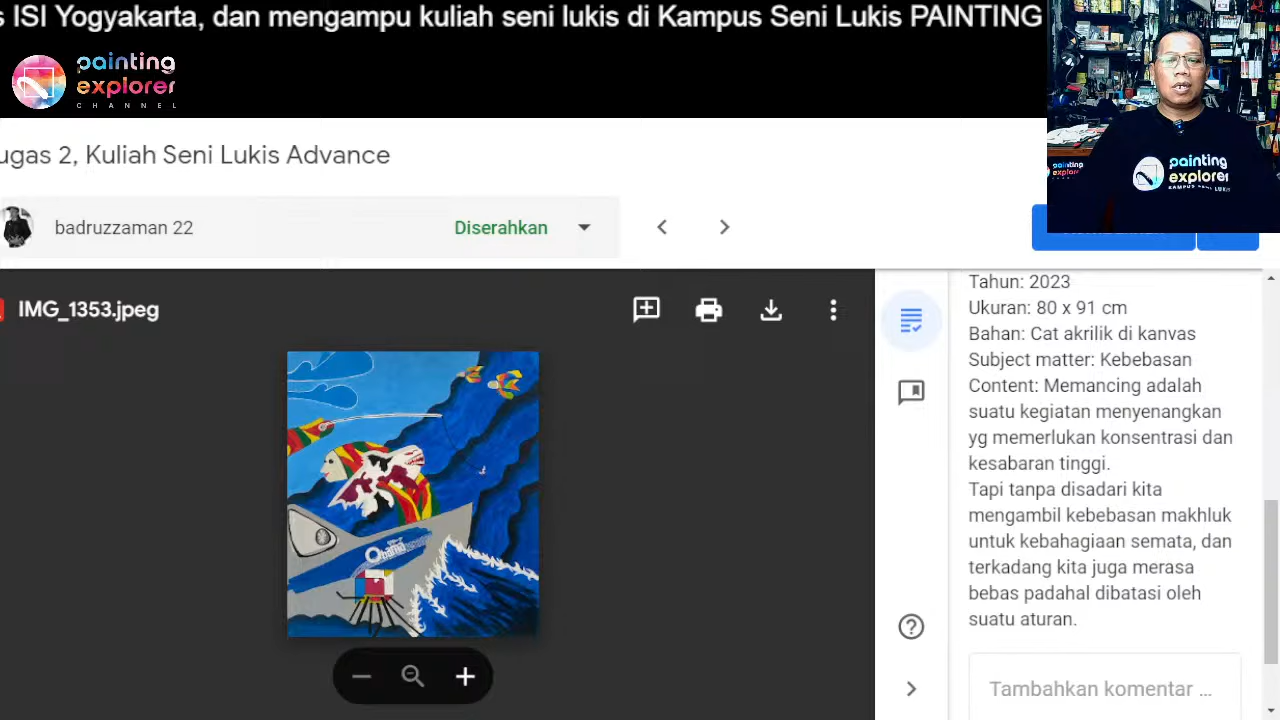 s ISI Yogyakarta, dan mengampu kuliah seni lukis di Kampus Seni Lukis PAINTING
painting
explorer
CHANNEL
painting
explorer
KAMPUS SENI LUKIS
ugas 2, Kuliah Seni Lukis Advance
badruzzaman 22
Diserahkan
IMG_1353.jpeg
Tahun: 2023
Ukuran: 80 x 91 cm
Bahan: Cat akrilik di kanvas
Subject matter: Kebebasan
Content: Memancing adalah
suatu kegiatan menyenangkan
yg memerlukan konsentrasi dan
kesabaran tinggi.
Tapi tanpa disadari kita
mengambil kebebasan makhluk
untuk kebahagiaan semata, dan
terkadang kita juga merasa
bebas padahal dibatasi oleh
suatu aturan.
Tambahkan komentar ...